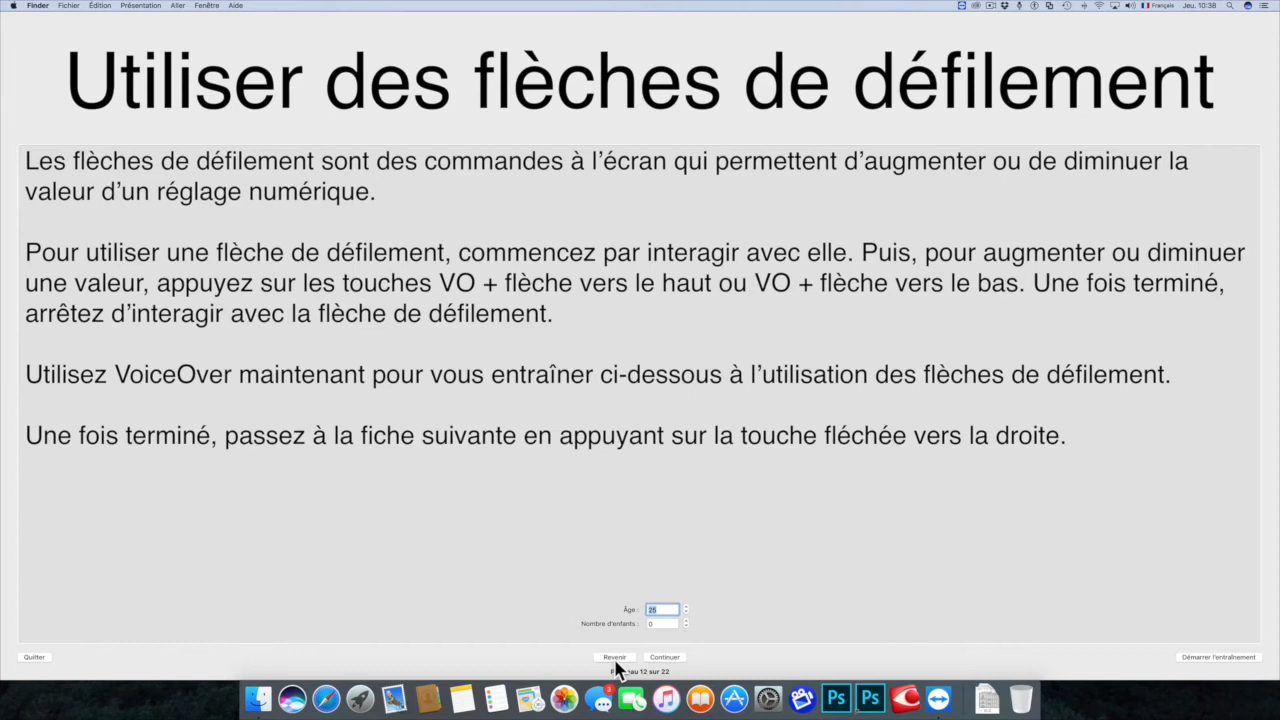 Finder Fichier Édition Présentation Aller Fenêtre Aide Français Jeu. 10:38
Utiliser des flèches de défilement
Les flèches de défilement sont des commandes à l’écran qui permettent d’augmenter ou de diminuer la
valeur d’un réglage numérique.
Pour utiliser une flèche de défilement, commencez par interagir avec elle. Puis, pour augmenter ou diminuer
une valeur, appuyez sur les touches VO + flèche vers le haut ou VO + flèche vers le bas. Une fois terminé,
arrêtez d’interagir avec la flèche de défilement.
Utilisez VoiceOver maintenant pour vous entraîner ci-dessous à l’utilisation des flèches de défilement.
Une fois terminé, passez à la fiche suivante en appuyant sur la touche fléchée vers la droite.
Âge : 25
Nombre d'enfants : 0
Quitter Revenir Continuer Démarrer l'entraînement
12 sur 22
3
Ps Ps